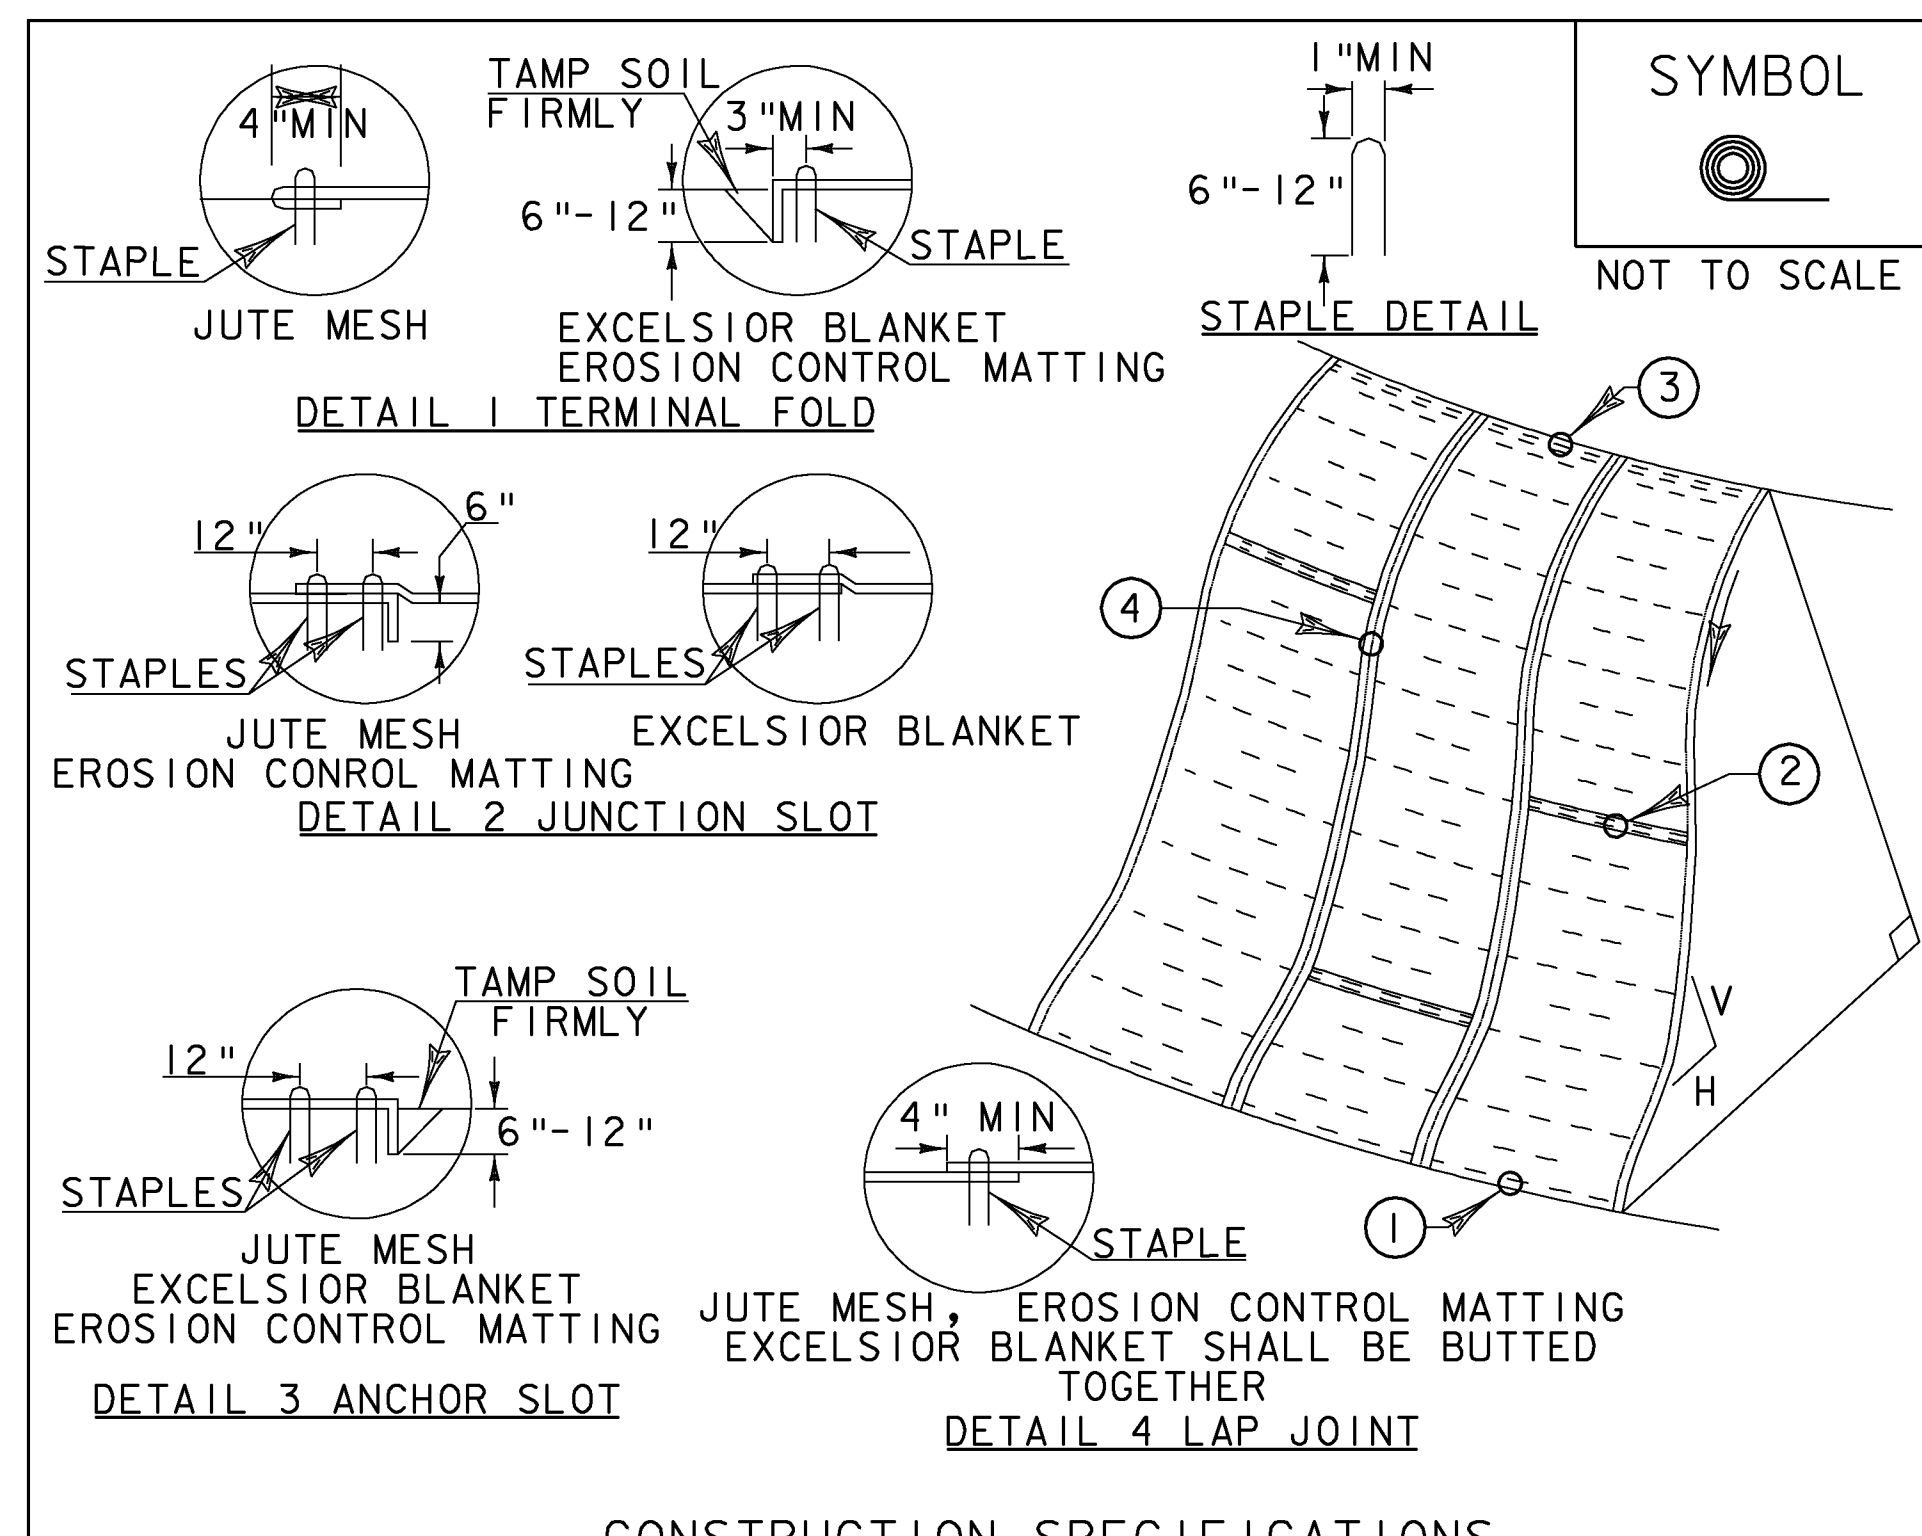 TAMP SOIL
FIRMLY
4"MIN
3"MIN
6"-12"
STAPLE
STAPLE
JUTE MESH
EXCELSIOR BLANKET
EROSION CONTROL MATTING
DETAIL 1 TERMINAL FOLD
1"MIN
6"-12"
STAPLE DETAIL
SYMBOL
NOT TO SCALE
12"
6"
STAPLES
JUTE MESH
EROSION CONROL MATTING
12"
STAPLES
EXCELSIOR BLANKET
DETAIL 2 JUNCTION SLOT
3
4
2
V
H
1
TAMP SOIL
FIRMLY
12"
6"-12"
STAPLES
JUTE MESH
EXCELSIOR BLANKET
EROSION CONTROL MATTING
DETAIL 3 ANCHOR SLOT
4" MIN
STAPLE
JUTE MESH, EROSION CONTROL MATTING
EXCELSIOR BLANKET SHALL BE BUTTED
TOGETHER
DETAIL 4 LAP JOINT
CONSTRUCTION SPECIFICATIONS